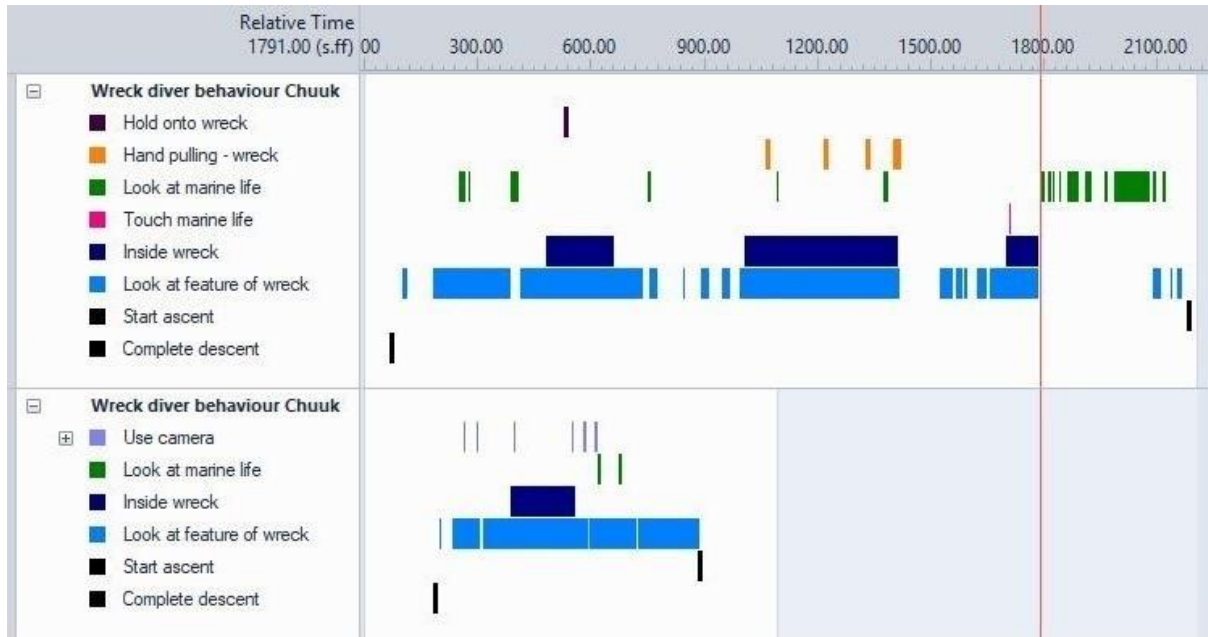 Relative Time
1791.00 (s.ff) 00 300.00 600.00 900.00 1200.00 1500.00 1800.00 2100.00
Wreck diver behaviour Chuuk
Hold onto wreck
Hand pulling - wreck
Look at marine life
Touch marine life
Inside wreck
Look at feature of wreck
Start ascent
Complete descent
Wreck diver behaviour Chuuk
Use camera
Look at marine life
Inside wreck
Look at feature of wreck
Start ascent
Complete descent